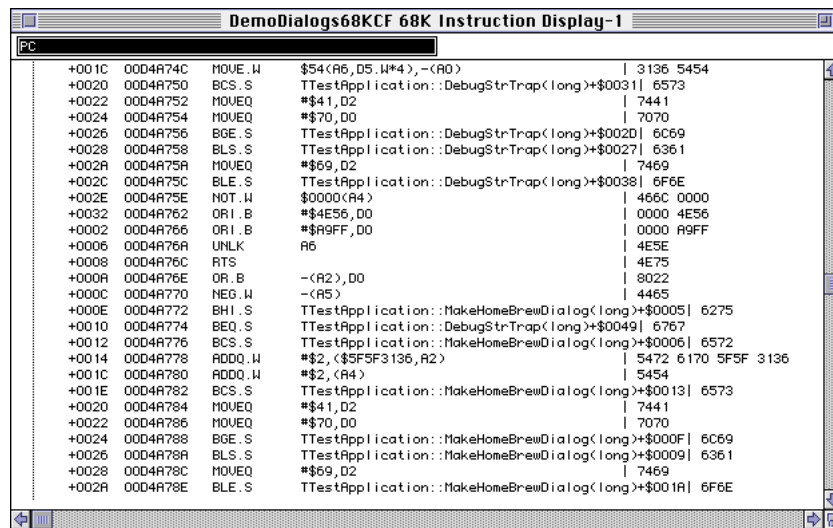 DemoDialogs68KCF 68K Instruction Display-1
PC
+001C 00D4A74C MOVE.W $54(A6,D5.W*4),-(A0) | 3136 5454
+0020 00D4A750 BCS.S TTestApplication::DebugStrTrap(long)+$0031| 6573
+0022 00D4A752 MOVEQ #$41,D2 | 7441
+0024 00D4A754 MOVEQ #$70,D0 | 7070
+0026 00D4A756 BGE.S TTestApplication::DebugStrTrap(long)+$002D| 6C69
+0028 00D4A758 BLS.S TTestApplication::DebugStrTrap(long)+$0027| 6361
+002A 00D4A75A MOVEQ #$69,D2 | 7469
+002C 00D4A75C BLE.S TTestApplication::DebugStrTrap(long)+$0038| 6F6E
+002E 00D4A75E NOT.W $0000(A4) | 466C 0000
+0032 00D4A762 ORI.B #$4E56,D0 | 0000 4E56
+0002 00D4A766 ORI.B #$A9FF,D0 | 0000 A9FF
+0006 00D4A76A UNLK A6 | 4E5E
+0008 00D4A76C RTS | 4E75
+000A 00D4A76E OR.B -(A2),D0 | 8022
+000C 00D4A770 NEG.W -(A5) | 4465
+000E 00D4A772 BHI.S TTestApplication::MakeHomeBrewDialog(long)+$0005| 6275
+0010 00D4A774 BEQ.S TTestApplication::DebugStrTrap(long)+$0049| 6767
+0012 00D4A776 BCS.S TTestApplication::MakeHomeBrewDialog(long)+$0006| 6572
+0014 00D4A778 ADDQ.W #$2,($5F5F3136,A2) | 5472 6170 5F5F 3136
+001C 00D4A780 ADDQ.W #$2,(A4) | 5454
+001E 00D4A782 BCS.S TTestApplication::MakeHomeBrewDialog(long)+$0013| 6573
+0020 00D4A784 MOVEQ #$41,D2 | 7441
+0022 00D4A786 MOVEQ #$70,D0 | 7070
+0024 00D4A788 BGE.S TTestApplication::MakeHomeBrewDialog(long)+$000F| 6C69
+0026 00D4A78A BLS.S TTestApplication::MakeHomeBrewDialog(long)+$0009| 6361
+0028 00D4A78C MOVEQ #$69,D2 | 7469
+002A 00D4A78E BLE.S TTestApplication::MakeHomeBrewDialog(long)+$001A| 6F6E